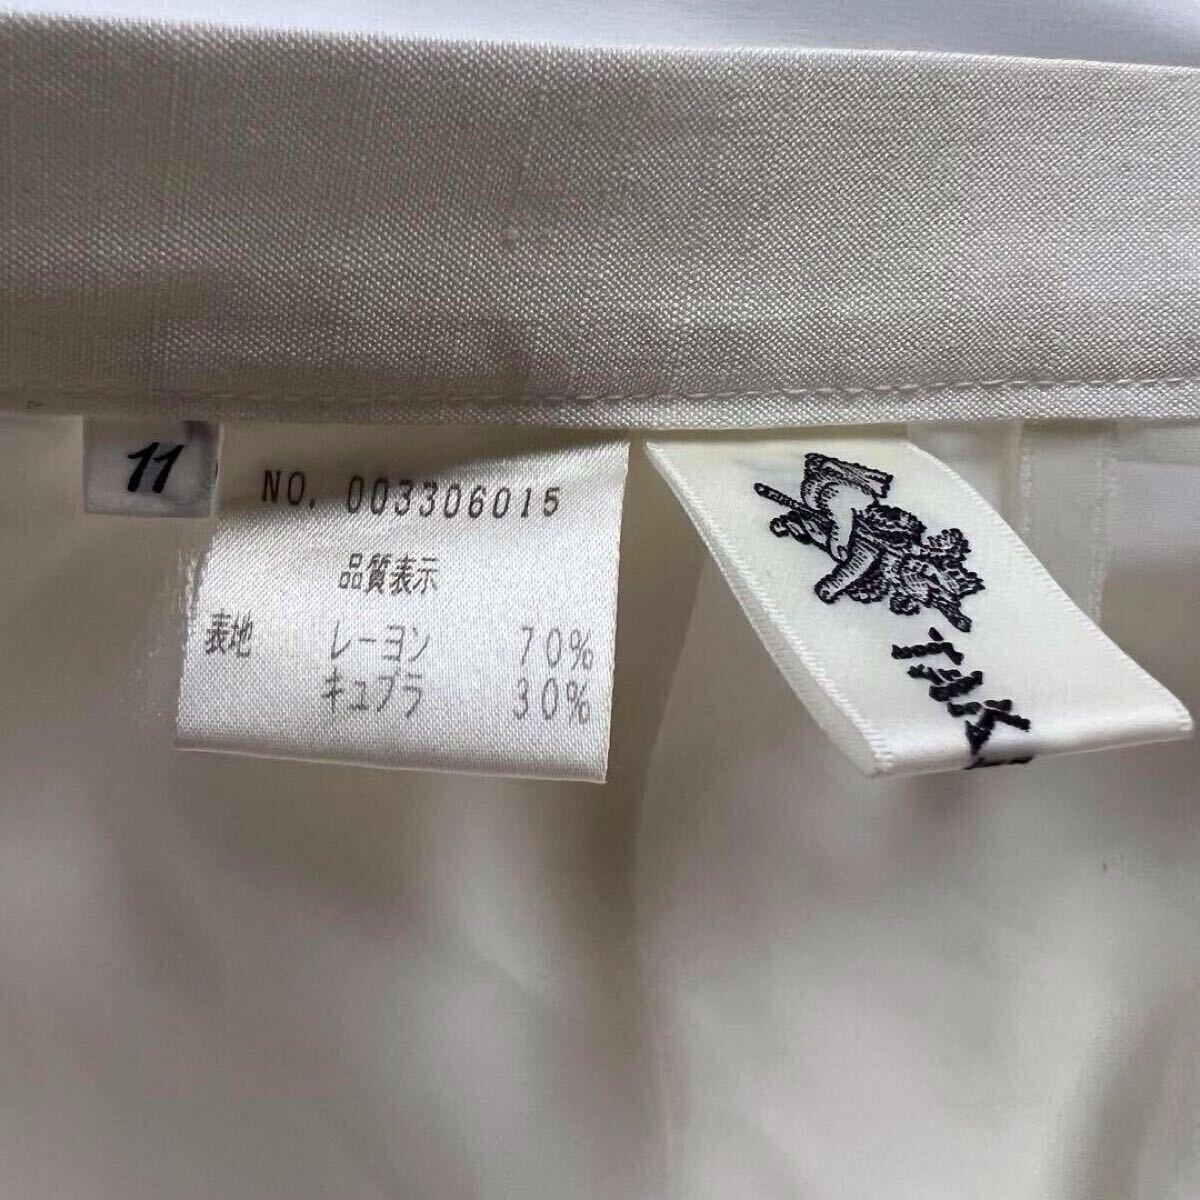 11
NO. 003306015
品質表示
表地 レーヨン 70%
キュプラ 30%